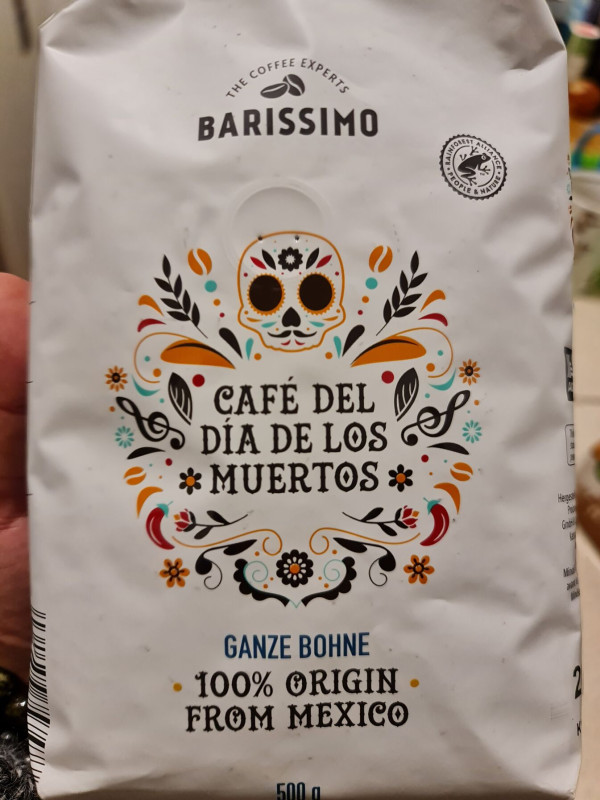 THE COFFEE EXPERTS
BARISSIMO
RAINFOREST ALLIANCE
PEOPLE & NATURE
CAFÉ DEL
DÍA DE LOS
MUERTOS
GANZE BOHNE
100% ORIGIN
FROM MEXICO
500 g